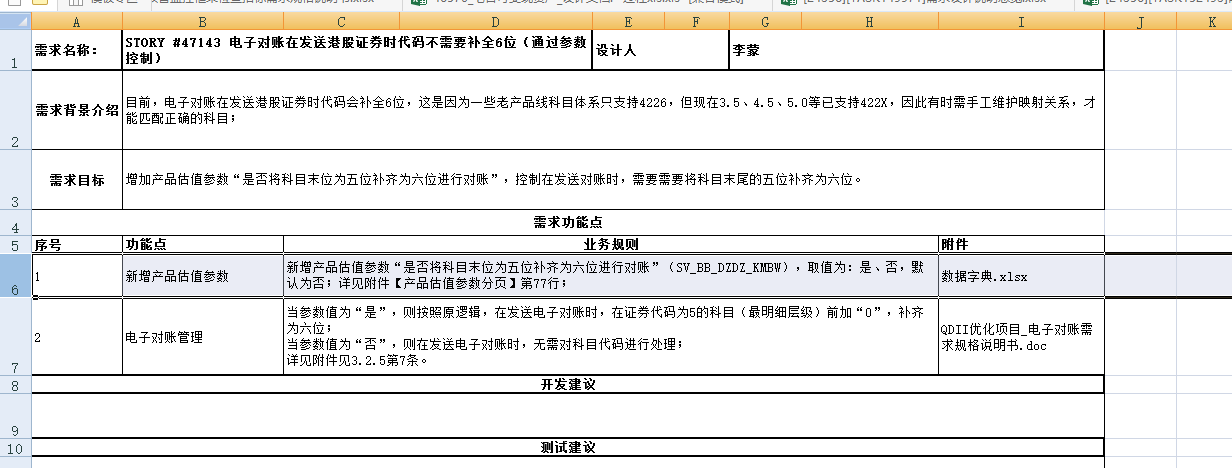 A B C D E F G H I J K
1 需求名称： STORY #47143 电子对账在发送港股证券时代码不需要补全6位（通过参数 设计人 李蒙
控制）
2 需求背景介绍 目前，电子对账在发送港股证券时代码会补全6位，这是因为一些老产品线科目体系只支持4226，但现在3.5、4.5、5.0等已支持422X，因此有时需手工维护映射关系，才
能匹配正确的科目；
3 需求目标 增加产品估值参数“是否将科目末位为五位补齐为六位进行对账”，控制在发送对账时，需要需要将科目末尾的五位补齐为六位。
4 需求功能点
5 序号 功能点 业务规则 附件
6 1 新增产品估值参数 新增产品估值参数“是否将科目末位为五位补齐为六位进行对账”（SV_BB_DZDZ_KMBW），取值为：是、否，默
认为否；详见附件【产品估值参数分页】第77行； 数据字典.xlsx
7 2 电子对账管理 当参数值为“是”，则按照原逻辑，在发送电子对账时，在证券代码为5的科目（最明细层级）前加“0”，补齐
为六位；
当参数值为“否”，则在发送电子对账时，无需对科目代码进行处理；
详见附件见3.2.5第7条。
QDII优化项目_电子对账需
求规格说明书.doc
8 开发建议
9
10 测试建议